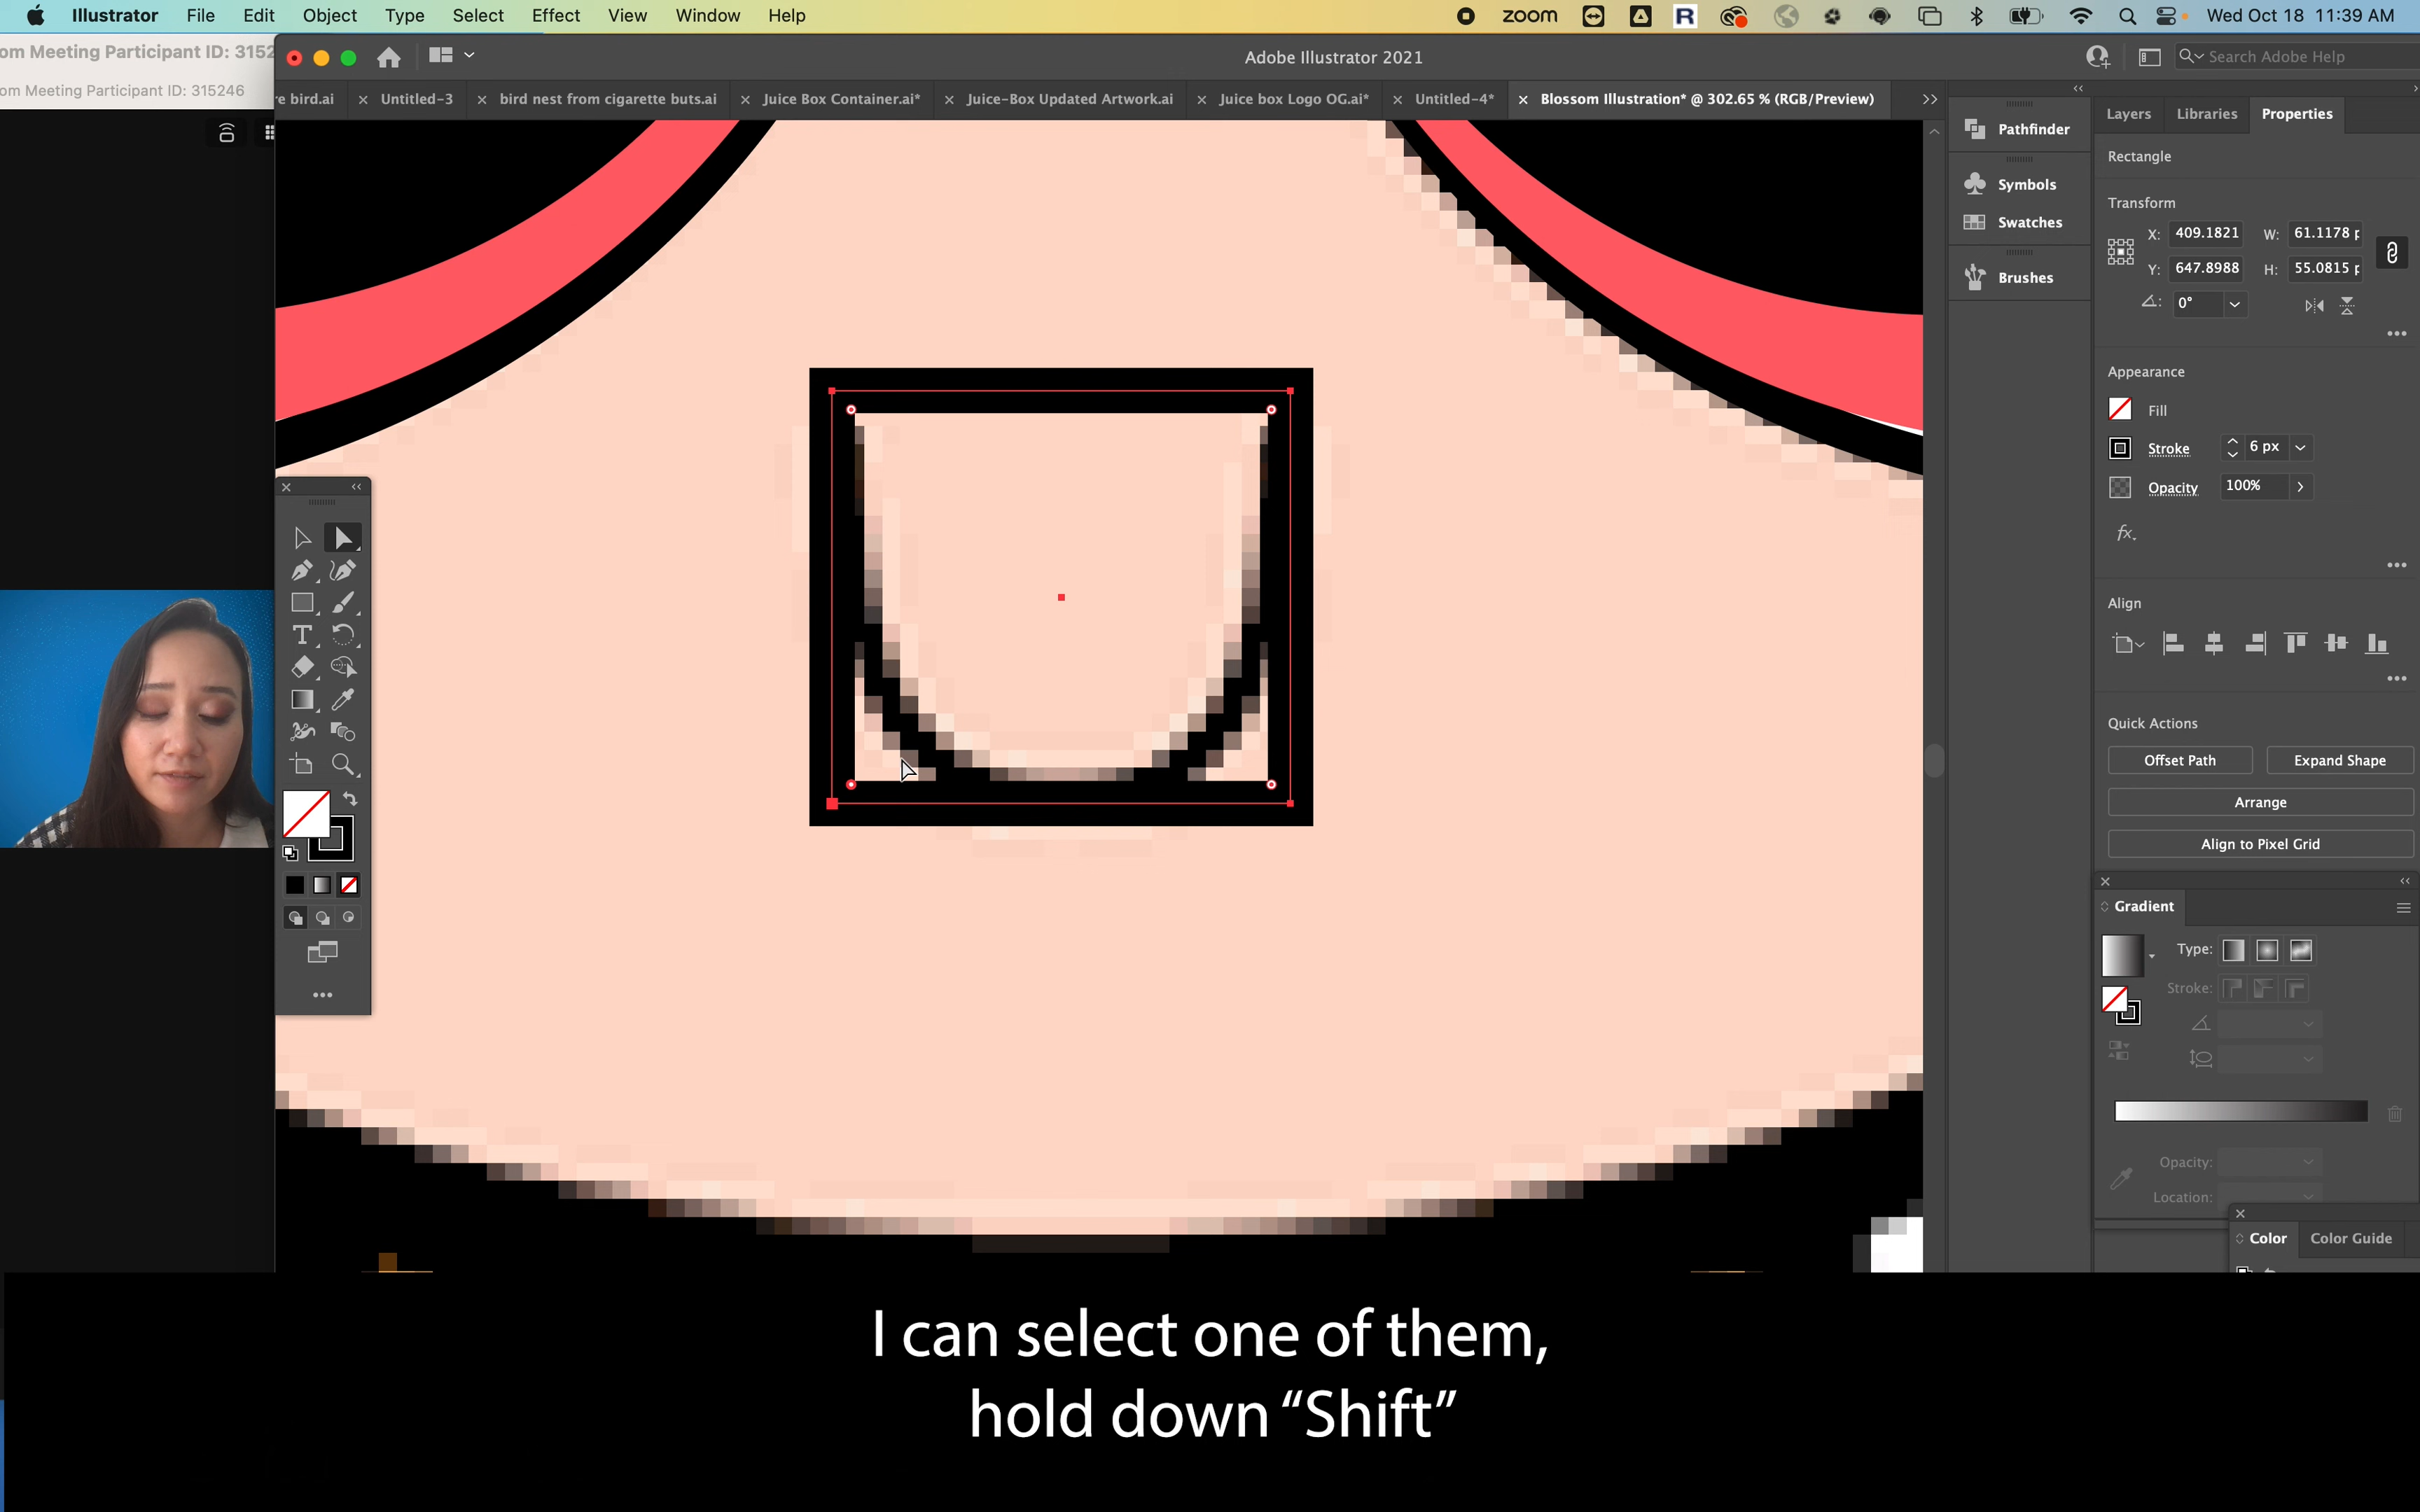 Illustrator File Edit Object Type Select Effect View Window Help zoom R Wed Oct 18 11:39 AM
om Meeting Participant ID: 3152
om Meeting Participant ID: 315246
Adobe Illustrator 2021
Search Adobe Help
re bird.ai × Untitled-3 × bird nest from cigarette buts.ai × Juice Box Container.ai* × Juice-Box Updated Artwork.ai × Juice box Logo OG.ai* × Untitled-4* × Blossom Illustration* @ 302.65 % (RGB/Preview)
Pathfinder
Symbols
Swatches
Brushes
Layers Libraries Properties
Rectangle
Transform
X: 409.1821 W: 61.1178 p
Y: 647.8988 H: 55.0815 p
0°
Appearance
Fill
Stroke 6 px
Opacity 100%
fx
Align
Quick Actions
Offset Path Expand Shape
Arrange
Align to Pixel Grid
Gradient
Type:
Stroke:
Opacity:
Location:
Color Color Guide
I can select one of them,
hold down “Shift”